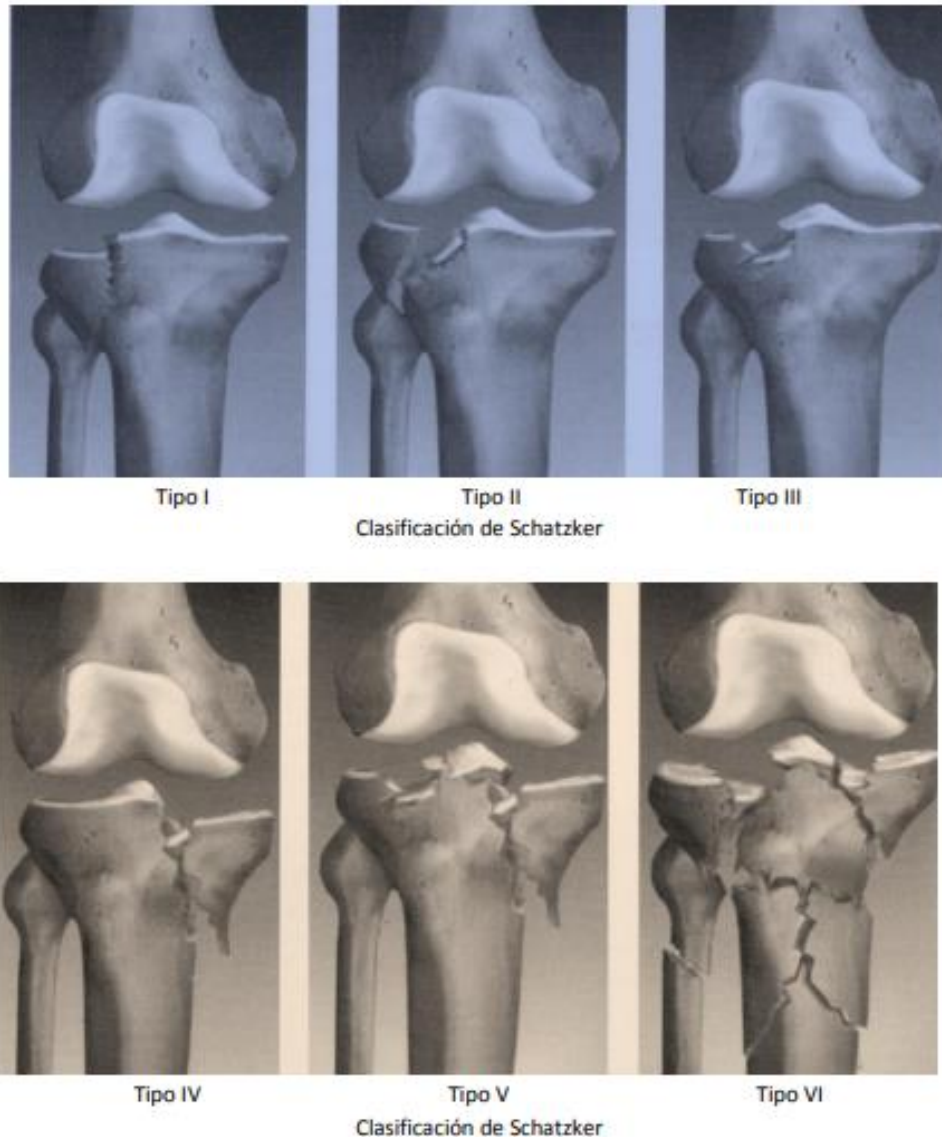 Tipo I Tipo II Tipo III
Clasificación de Schatzker
Tipo IV Tipo V Tipo VI
Clasificación de Schatzker